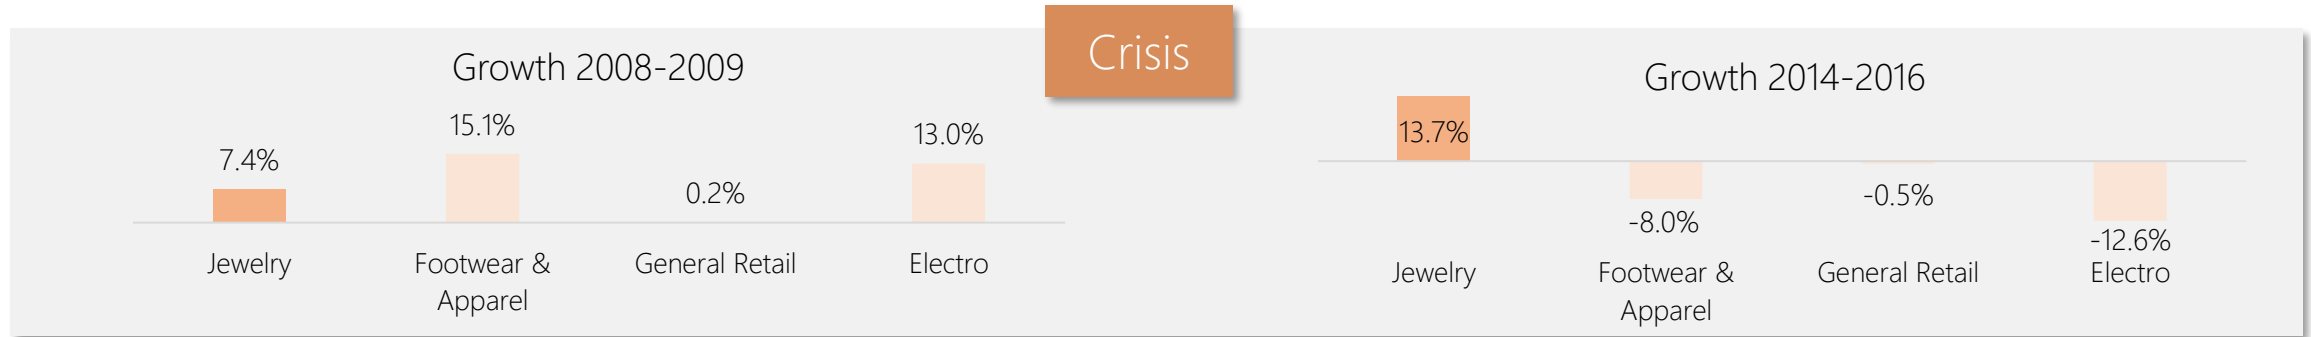 Crisis
Growth 2008-2009
7.4%
15.1%
0.2%
13.0%
Jewelry
Footwear &
Apparel
General Retail
Electro
Growth 2014-2016
13.7%
-8.0%
-0.5%
-12.6%
Jewelry
Footwear &
Apparel
General Retail
Electro